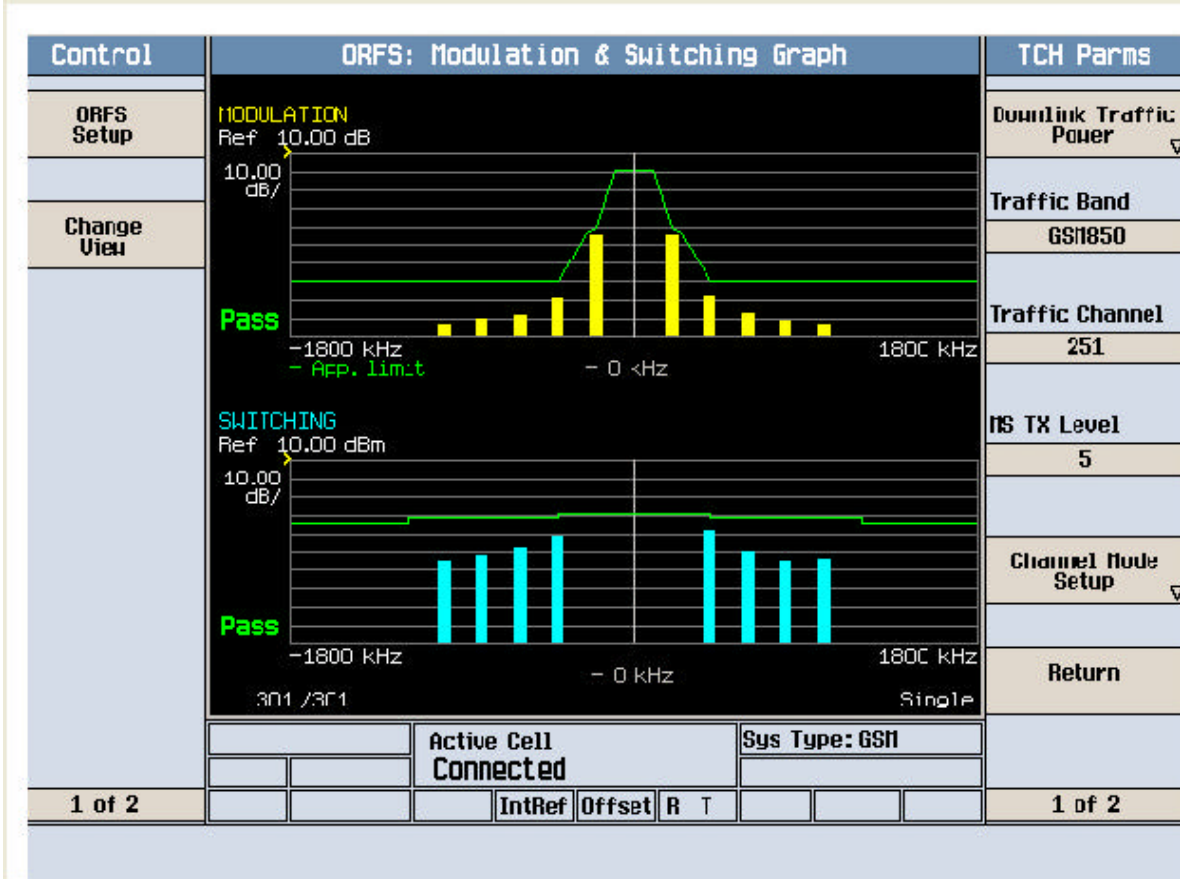 Control
ORFS: Modulation & Switching Graph
TCH Parms
ORFS
Setup
Change
View
1 of 2
MODULATION
Ref 10.00 dB
10.00
dB/
Pass
-1800 kHz
1800 kHz
- App. limit
- 0 kHz
SWITCHING
Ref 10.00 dBm
10.00
dB/
Pass
-1800 kHz
1800 kHz
- 0 kHz
301 /301
Single
Active Cell
Connected
Sys Type: GSM
IntRef
Offset
R T
Downlink Traffic
Power
Traffic Band
GSM850
Traffic Channel
251
MS TX Level
5
Channel Mode
Setup
Return
1 of 2